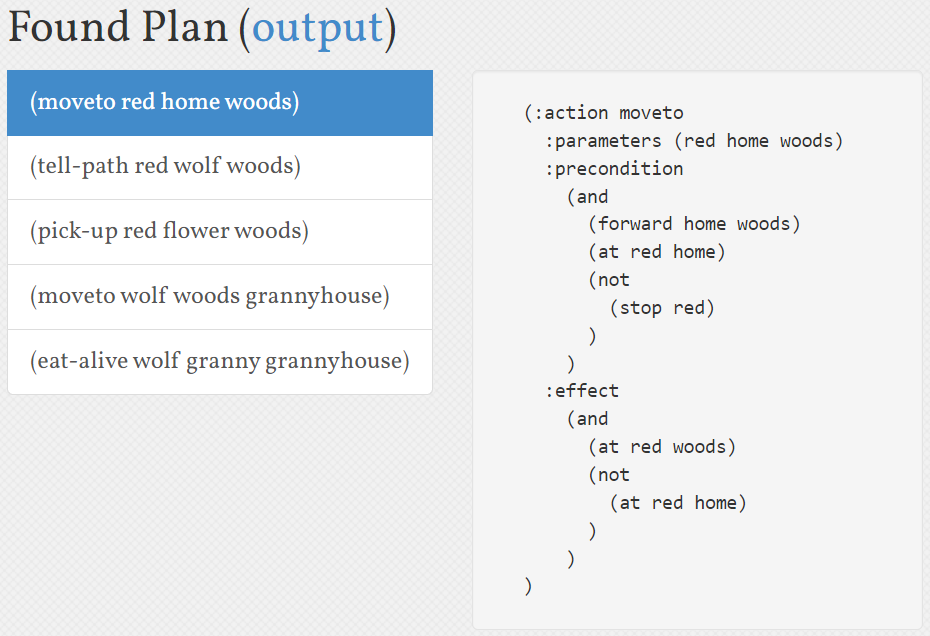 Found Plan (output)
(moveto red home woods)
(tell-path red wolf woods)
(pick-up red flower woods)
(moveto wolf woods grannyhouse)
(eat-alive wolf granny grannyhouse)
(:action moveto
  :parameters (red home woods)
  :precondition
    (and
      (forward home woods)
      (at red home)
      (not
        (stop red)
      )
    )
  :effect
    (and
      (at red woods)
      (not
        (at red home)
      )
    )
)